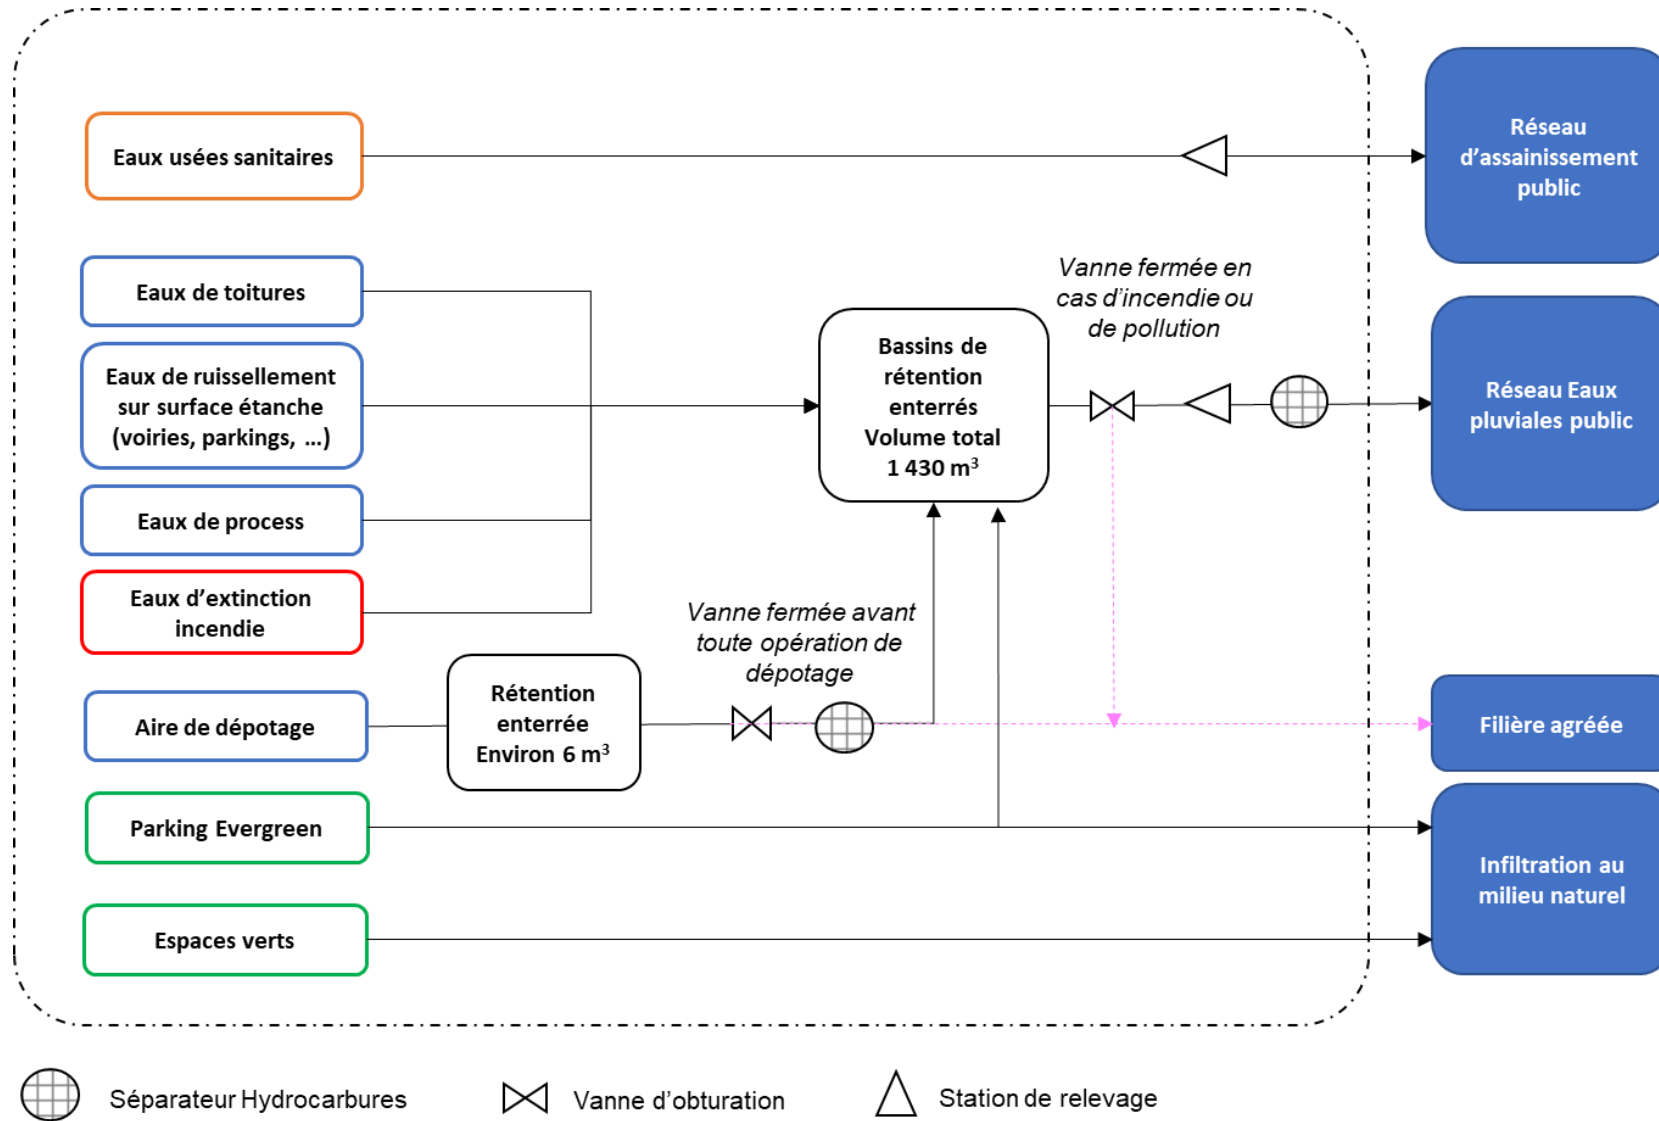 Eaux usées sanitaires
Réseau
d’assainissement
public
Eaux de toitures
Eaux de ruissellement
sur surface étanche
(voiries, parkings, …)
Eaux de process
Eaux d’extinction
incendie
Bassins de
rétention
enterrés
Volume total
1 430 m³
Vanne fermée en
cas d’incendie ou
de pollution
Réseau Eaux
pluviales public
Aire de dépotage
Rétention
enterrée
Environ 6 m³
Vanne fermée avant
toute opération de
dépotage
Filière agréée
Parking Evergreen
Espaces verts
Infiltration au
milieu naturel
Séparateur Hydrocarbures
Vanne d’obturation
Station de relevage